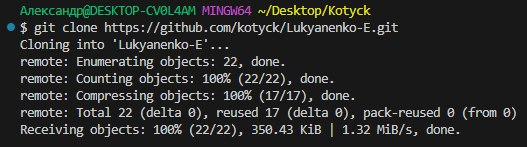 Александр@DESKTOP-CV0L4AM MINGW64 ~/Desktop/Kotyck
$ git clone https://github.com/kotyck/Lukyanenko-E.git
Cloning into 'Lukyanenko-E'...
remote: Enumerating objects: 22, done.
remote: Counting objects: 100% (22/22), done.
remote: Compressing objects: 100% (17/17), done.
remote: Total 22 (delta 0), reused 17 (delta 0), pack-reused 0 (from 0)
Receiving objects: 100% (22/22), 350.43 KiB | 1.32 MiB/s, done.